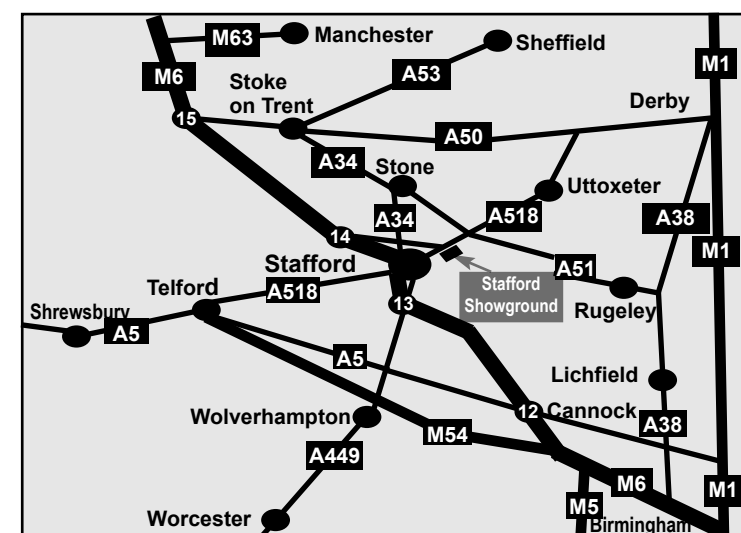 M63
Manchester
Sheffield
M6
A53
M1
Stoke
on Trent
Derby
15
A50
A34
Stone
Uttoxeter
A34
A518
A38
14
M1
Stafford
A51
Telford
A518
Stafford
Showground
Shrewsbury
13
Rugeley
A5
A5
Lichfield
12
Cannock
Wolverhampton
A38
M54
A449
M6
M1
M5
Worcester
Birmingham